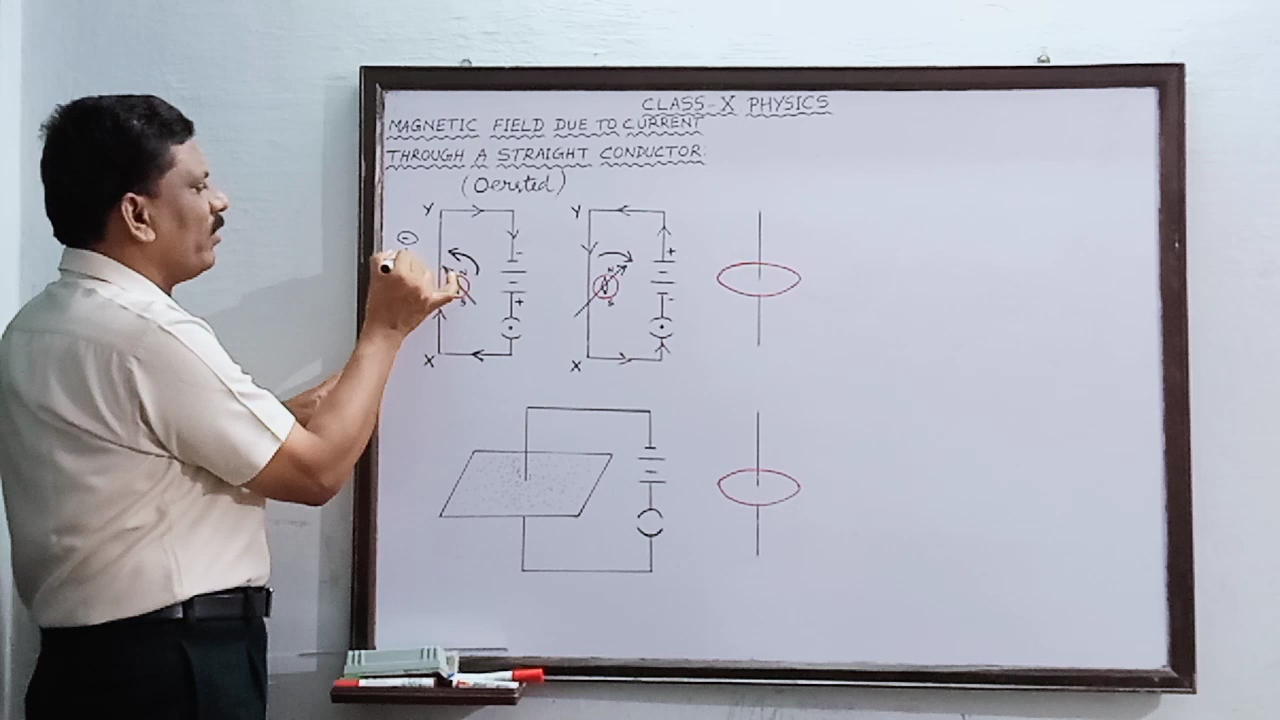 CLASS-X PHYSICS
MAGNETIC FIELD DUE TO CURRENT
THROUGH A STRAIGHT CONDUCTOR:
(Oersted)
Y
Y
-
+
N
+
S
S
-
X
X